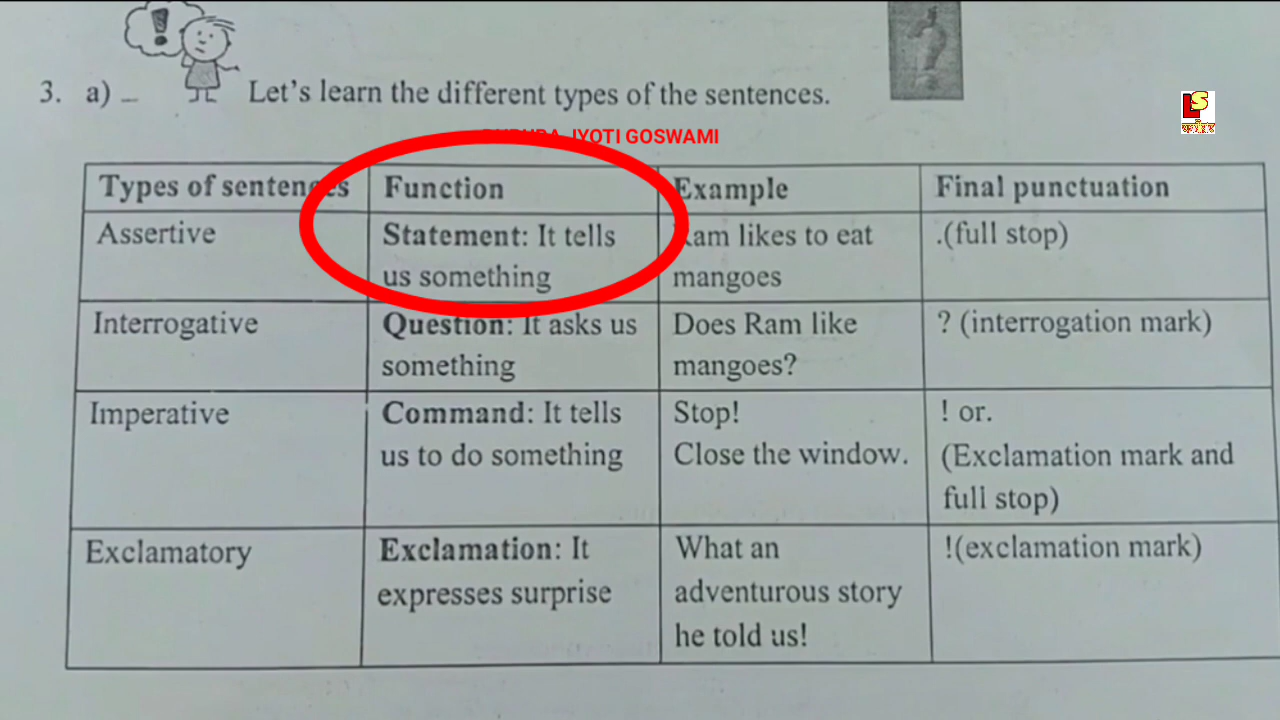 3. a) _ Let's learn the different types of the sentences.
JYOTI GOSWAMI
Types of sentences Function Example Final punctuation
Assertive Statement: It tells Ram likes to eat .(full stop)
us something mangoes
Interrogative Question: It asks us Does Ram like ? (interrogation mark)
something mangoes?
Imperative Command: It tells Stop! ! or.
us to do something Close the window. (Exclamation mark and
full stop)
Exclamatory Exclamation: It What an !(exclamation mark)
expresses surprise adventurous story
he told us!